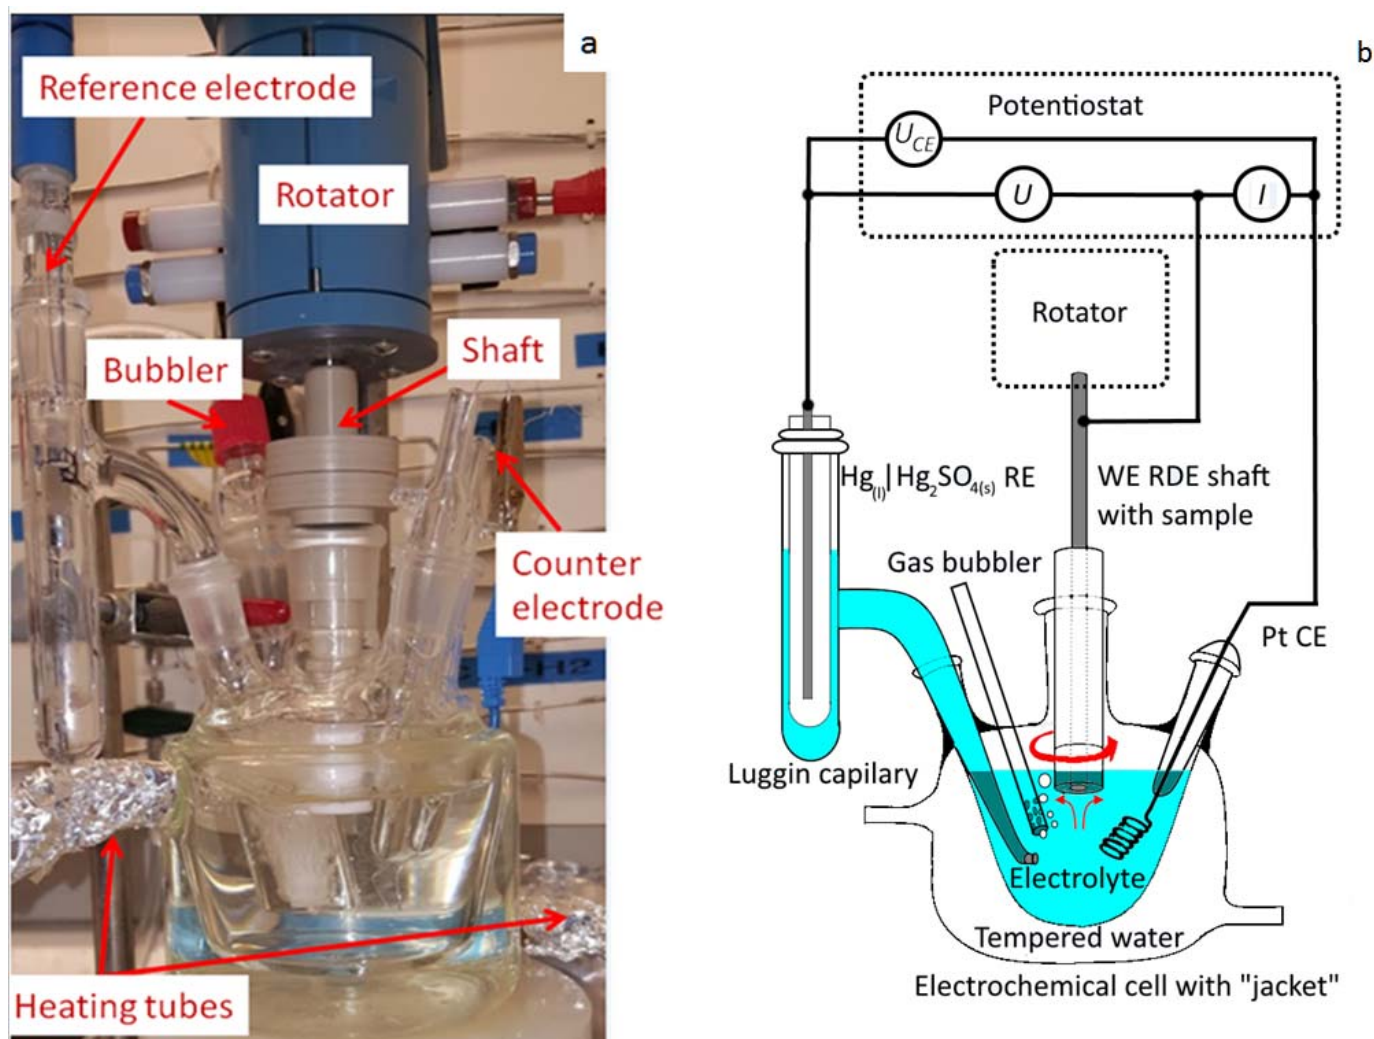 a
Reference electrode
Rotator
Bubbler
Shaft
Counter
electrode
Heating tubes
b
Potentiostat
U_CE
U
I
Rotator
Hg(l)|Hg2SO4(s) RE
WE RDE shaft
with sample
Gas bubbler
Pt CE
Luggin capilary
Electrolyte
Tempered water
Electrochemical cell with "jacket"